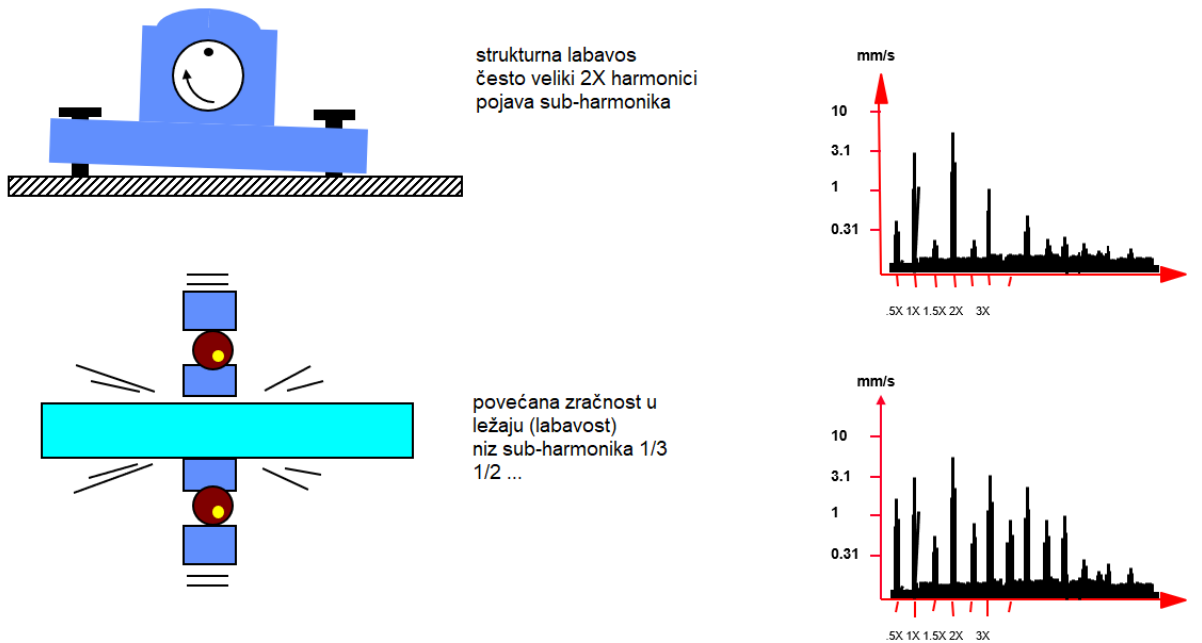 strukturna labavos
često veliki 2X harmonici
pojava sub-harmonika
mm/s
10
3.1
1
0.31
.5X 1X 1.5X 2X 3X
povećana zračnost u
ležaju (labavost)
niz sub-harmonika 1/3
1/2 ...
mm/s
10
3.1
1
0.31
.5X 1X 1.5X 2X 3X